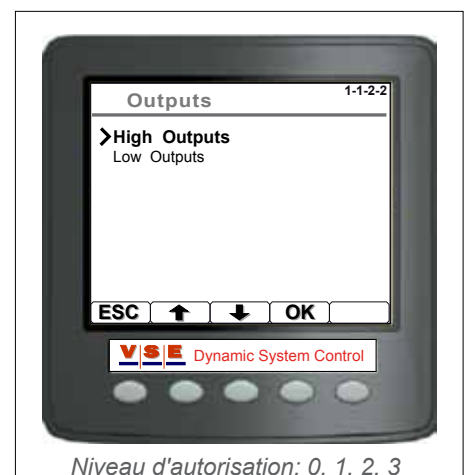 Outputs 1-1-2-2
High Outputs
Low Outputs
ESC OK
VSE Dynamic System Control
Niveau d'autorisation: 0, 1, 2, 3